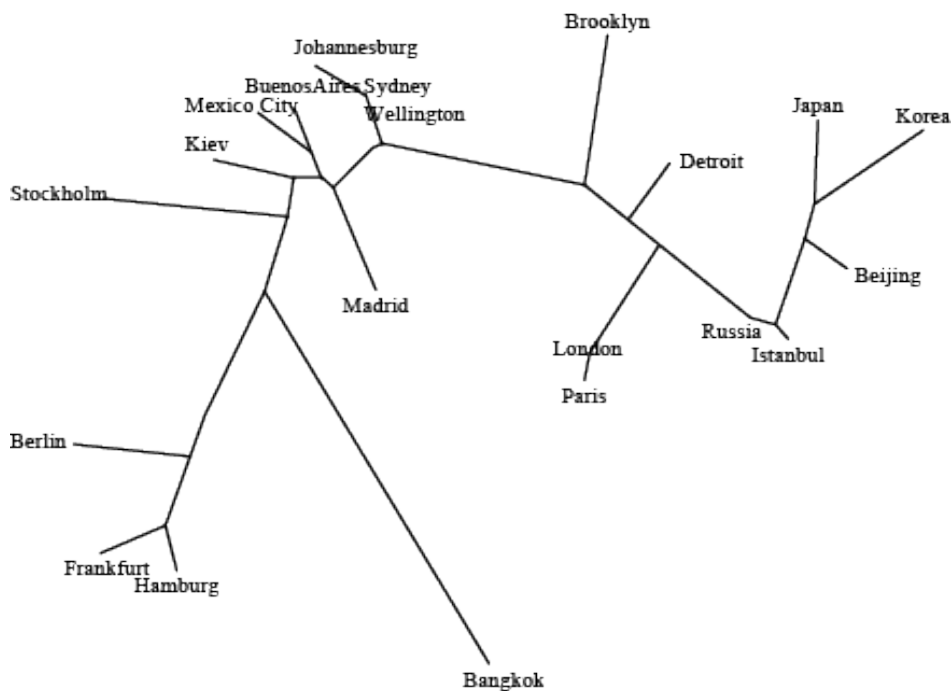 Brooklyn
Johannesburg
BuenosAires Sydney
Mexico City
Wellington
Japan
Korea
Kiev
Detroit
Stockholm
Beijing
Madrid
Russia
London
Istanbul
Paris
Berlin
Frankfurt
Hamburg
Bangkok